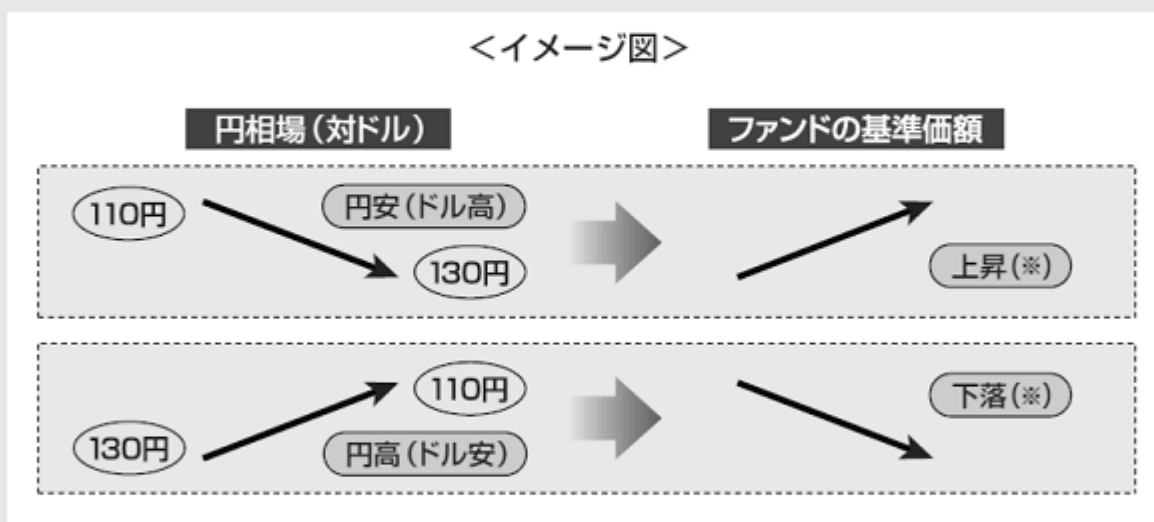 ＜イメージ図＞
円相場（対ドル）
ファンドの基準価額
110円
円安（ドル高）
130円
上昇（※）
110円
下落（※）
130円
円高（ドル安）